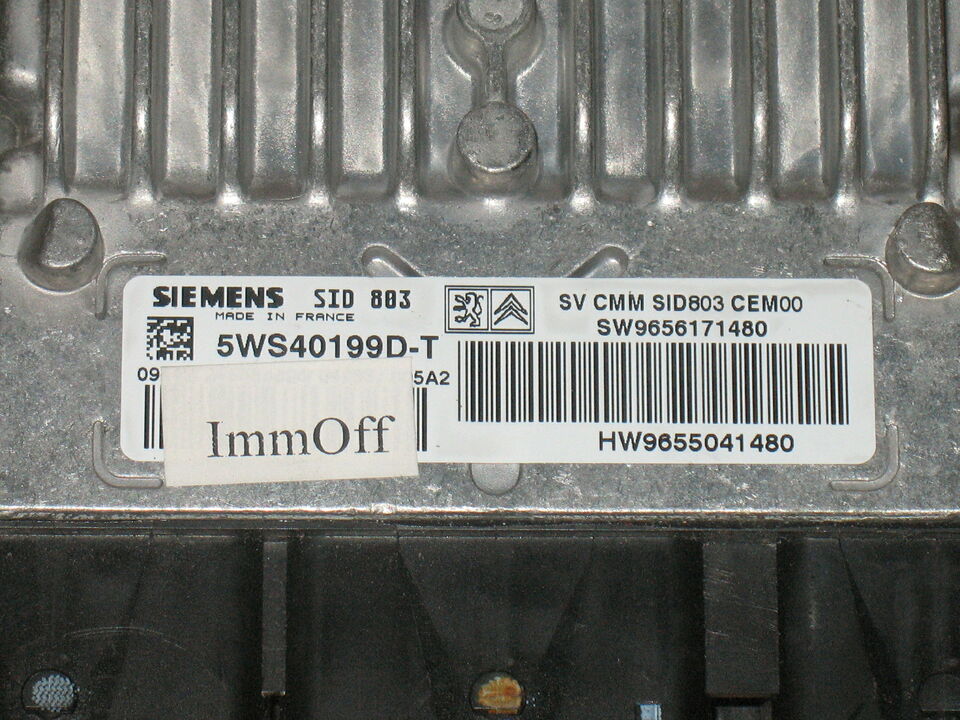 SIEMENS SID 803
MADE IN FRANCE
5WS40199D-T
09
5A2
ImmOff
SV CMM SID803 CEM00
SW9656171480
HW9655041480